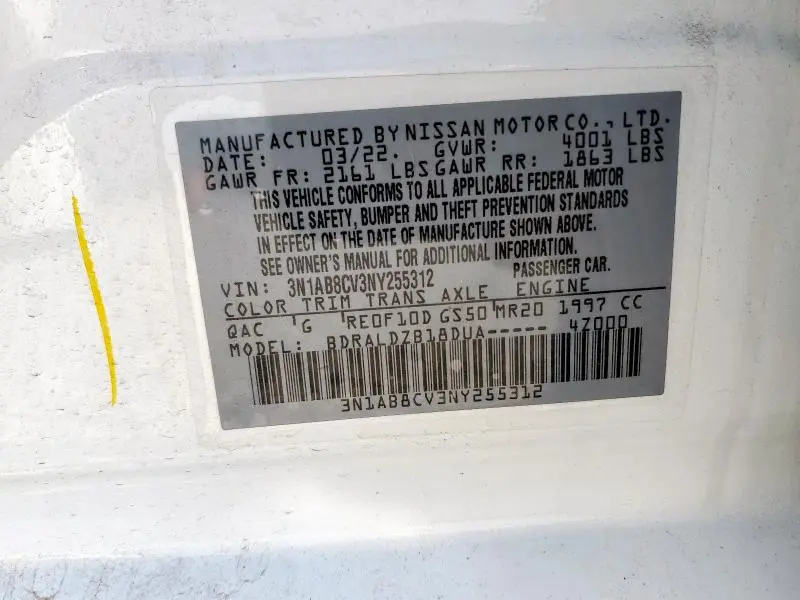 MANUFACTURED BY NISSAN MOTOR CO., LTD.
DATE: 03/22. GVWR: 4001 LBS
GAWR FR: 2161 LBS GAWR RR: 1863 LBS
THIS VEHICLE CONFORMS TO ALL APPLICABLE FEDERAL MOTOR
VEHICLE SAFETY, BUMPER AND THEFT PREVENTION STANDARDS
IN EFFECT ON THE DATE OF MANUFACTURE SHOWN ABOVE.
SEE OWNER'S MANUAL FOR ADDITIONAL INFORMATION.
VIN: 3N1AB8CV3NY255312 PASSENGER CAR.
COLOR TRIM TRANS AXLE ENGINE
QAC G RE0F10D GS50 MR20 1997 CC
MODEL: BDRALDZB18DUA----- 4Z000
3N1AB8CV3NY255312